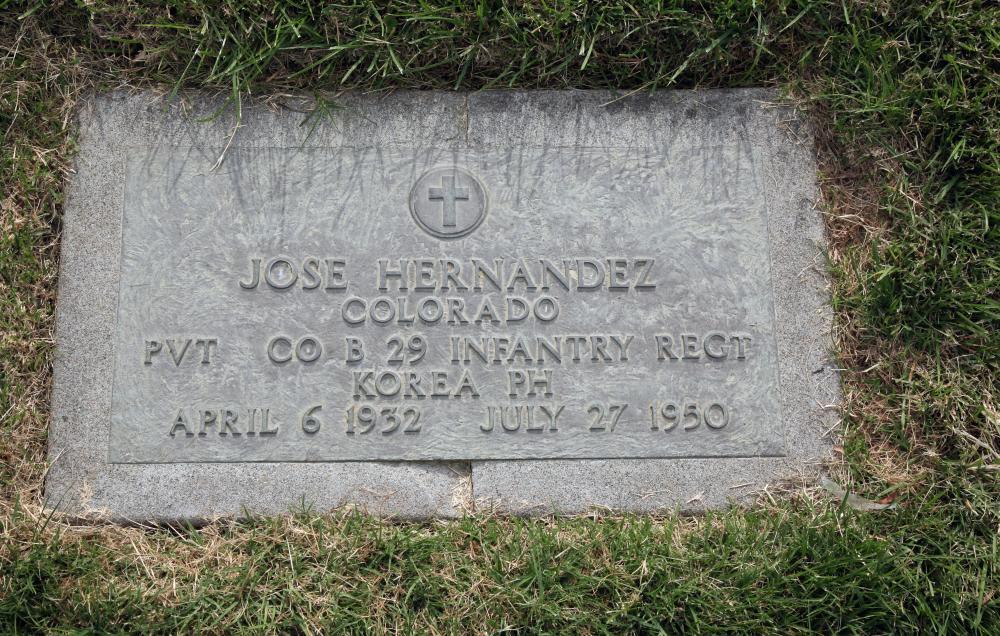 JOSE HERNANDEZ
COLORADO
PVT CO B 29 INFANTRY REGT
KOREA PH
APRIL 6 1932 JULY 27 1950